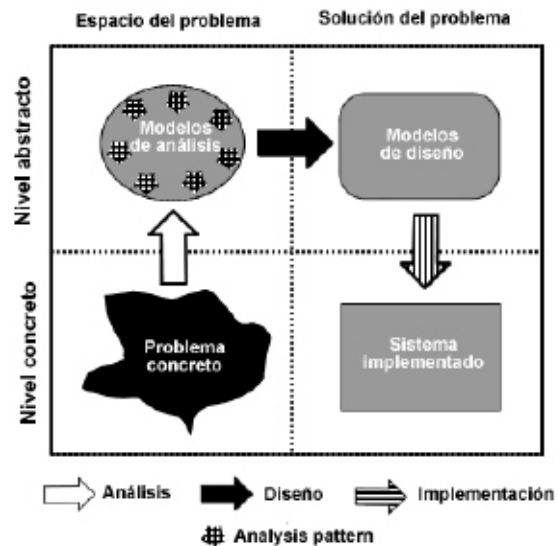 Espacio del problema
Solución del problema
Nivel abstracto
Modelos
de análisis
Modelos
de diseño
Nivel concreto
Problema
concreto
Sistema
implementado
Análisis
Diseño
Implementación
Analysis pattern